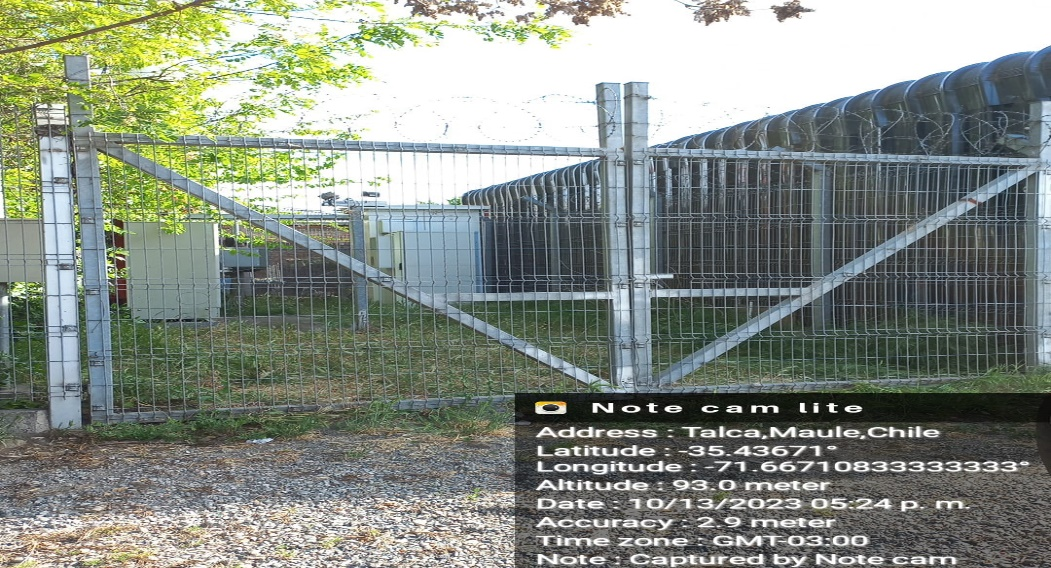 Note cam lite
Address : Talca,Maule,Chile
Latitude : -35.43671°
Longitude : -71.66710833333333°
Altitude : 93.0 meter
Date : 10/13/2023 05:24 p. m.
Accuracy : 2.9 meter
Time zone : GMT-03:00
Note : Captured by Note cam